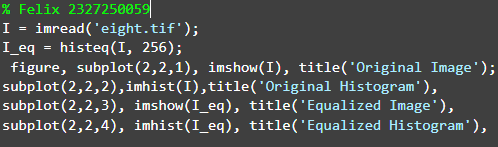 % Felix 2327250059
I = imread('eight.tif');
I_eq = histeq(I, 256);
figure, subplot(2,2,1), imshow(I), title('Original Image');
subplot(2,2,2),imhist(I),title('Original Histogram'),
subplot(2,2,3), imshow(I_eq), title('Equalized Image'),
subplot(2,2,4), imhist(I_eq), title('Equalized Histogram'),